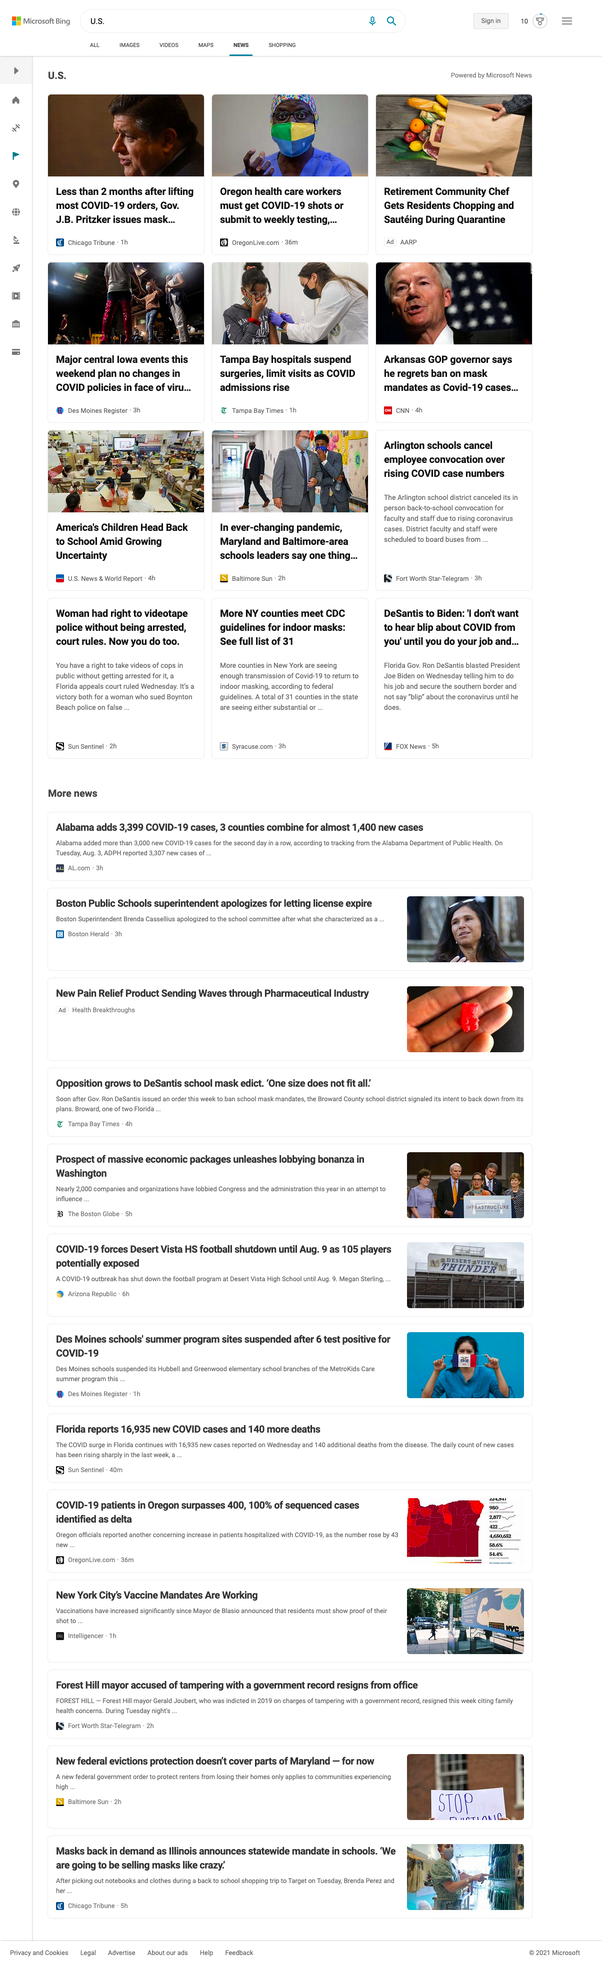 Microsoft Bing
U.S.
Sign in
10
ALL
IMAGES
VIDEOS
MAPS
NEWS
SHOPPING
U.S.
Powered by Microsoft News
Less than 2 months after lifting
most COVID-19 orders, Gov.
J.B. Pritzker issues mask...
Chicago Tribune · 1h
Oregon health care workers
must get COVID-19 shots or
submit to weekly testing,...
OregonLive.com · 36m
Retirement Community Chef
Gets Residents Chopping and
Sautéing During Quarantine
Ad AARP
Major central Iowa events this
weekend plan no changes in
COVID policies in face of viru...
Des Moines Register · 3h
Tampa Bay hospitals suspend
surgeries, limit visits as COVID
admissions rise
Tampa Bay Times · 1h
Arkansas GOP governor says
he regrets ban on mask
mandates as Covid-19 cases...
CNN · 4h
America's Children Head Back
to School Amid Growing
Uncertainty
U.S. News & World Report · 4h
In ever-changing pandemic,
Maryland and Baltimore-area
schools leaders say one thing...
Baltimore Sun · 2h
Arlington schools cancel
employee convocation over
rising COVID case numbers
The Arlington school district canceled its in
person back-to-school convocation for
faculty and staff due to rising coronavirus
cases. District faculty and staff were
scheduled to board buses from ...
Fort Worth Star-Telegram · 3h
Woman had right to videotape
police without being arrested,
court rules. Now you do too.
You have a right to take videos of cops in
public without getting arrested for it, a
Florida appeals court ruled Wednesday. It's a
victory both for a woman who sued Boynton
Beach police on false ...
Sun Sentinel · 2h
More NY counties meet CDC
guidelines for indoor masks:
See full list of 31
More counties in New York are seeing
enough transmission of Covid-19 to return to
indoor masking, according to federal
guidelines. A total of 31 counties in the state
are seeing either substantial or ...
Syracuse.com · 3h
DeSantis to Biden: 'I don't want
to hear blip about COVID from
you' until you do your job and...
Florida Gov. Ron DeSantis blasted President
Joe Biden on Wednesday telling him to do
his job and secure the southern border and
not say "blip" about the coronavirus until he
does.
FOX News · 5h
More news
Alabama adds 3,399 COVID-19 cases, 3 counties combine for almost 1,400 new cases
Alabama added more than 3,000 new COVID-19 cases for the second day in a row, according to tracking from the Alabama Department of Public Health. On
Tuesday, Aug. 3, ADPH reported 3,307 new cases of ...
AL.com · 3h
Boston Public Schools superintendent apologizes for letting license expire
Boston Superintendent Brenda Cassellius apologized to the school committee after what she characterized as a ...
Boston Herald · 3h
New Pain Relief Product Sending Waves through Pharmaceutical Industry
Ad Health Breakthroughs
Opposition grows to DeSantis school mask edict. 'One size does not fit all.'
Soon after Gov. Ron DeSantis issued an order this week to ban school mask mandates, the Broward County school district signaled its intent to back down from its
plans. Broward, one of two Florida ...
Tampa Bay Times · 4h
Prospect of massive economic packages unleashes lobbying bonanza in
Washington
Nearly 2,000 companies and organizations have lobbied Congress and the administration this year in an attempt to
influence ...
The Boston Globe · 5h
INFRASTRUCTURE
COVID-19 forces Desert Vista HS football shutdown until Aug. 9 as 105 players
potentially exposed
A COVID-19 outbreak has shut down the football program at Desert Vista High School until Aug. 9. Megan Sterling, ...
Arizona Republic · 6h
DESERT VISTA
THUNDER
Des Moines schools' summer program sites suspended after 6 test positive for
COVID-19
Des Moines schools suspended its Hubbell and Greenwood elementary school branches of the MetroKids Care
summer program this ...
Des Moines Register · 1h
Florida reports 16,935 new COVID cases and 140 more deaths
The COVID surge in Florida continues with 16,935 new cases reported on Wednesday and 140 additional deaths from the disease. The daily count of new cases
has been rising sharply in the last week, a ...
Sun Sentinel · 40m
COVID-19 patients in Oregon surpasses 400, 100% of sequenced cases
identified as delta
Oregon officials reported another concerning increase in patients hospitalized with COVID-19, as the number rose by 43
new ...
OregonLive.com · 36m
980
2,877
422
4,650,652
58.6%
54.4%
New York City's Vaccine Mandates Are Working
Vaccinations have increased significantly since Mayor de Blasio announced that residents must show proof of their
shot to ...
Intelligencer · 1h
NYC
Forest Hill mayor accused of tampering with a government record resigns from office
FOREST HILL — Forest Hill mayor Gerald Joubert, who was indicted in 2019 on charges of tampering with a government record, resigned this week citing family
health concerns. During Tuesday night's ...
Fort Worth Star-Telegram · 2h
New federal evictions protection doesn't cover parts of Maryland — for now
A new federal government order to protect renters from losing their homes only applies to communities experiencing
high ...
Baltimore Sun · 2h
STOP
EVICTIONS
Masks back in demand as Illinois announces statewide mandate in schools. 'We
are going to be selling masks like crazy.'
After picking out notebooks and clothes during a back to school shopping trip to Target on Tuesday, Brenda Perez and
her ...
Chicago Tribune · 5h
Privacy and Cookies
Legal
Advertise
About our ads
Help
Feedback
© 2021 Microsoft